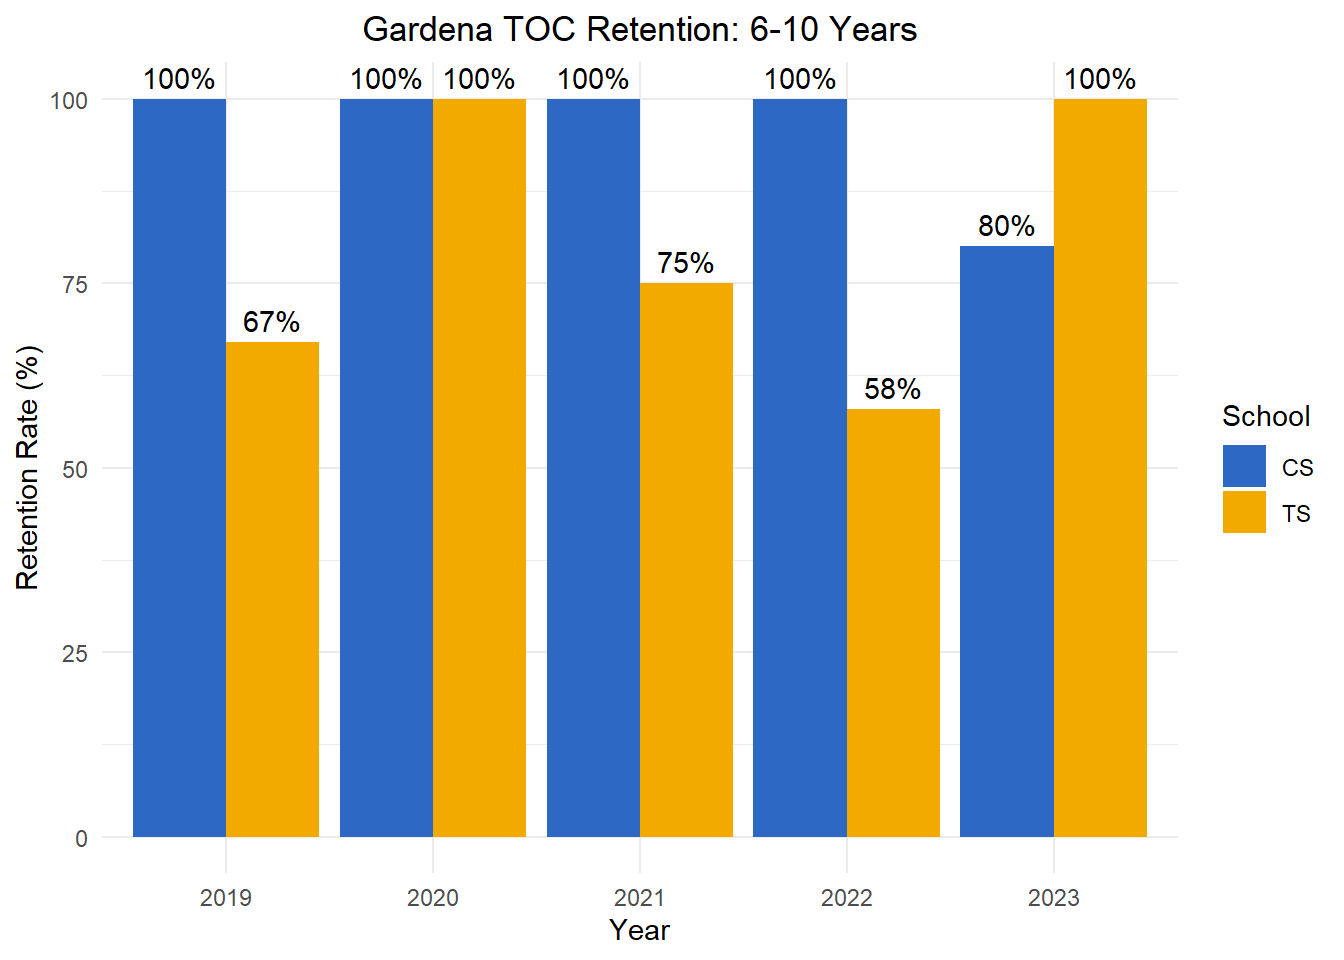 Gardena TOC Retention: 6-10 Years
100% 100% 100% 100% 100% 100%
80%
75%
67%
58%
100
75
50
25
0
Retention Rate (%)
2019 2020 2021 2022 2023
Year
School
CS
TS